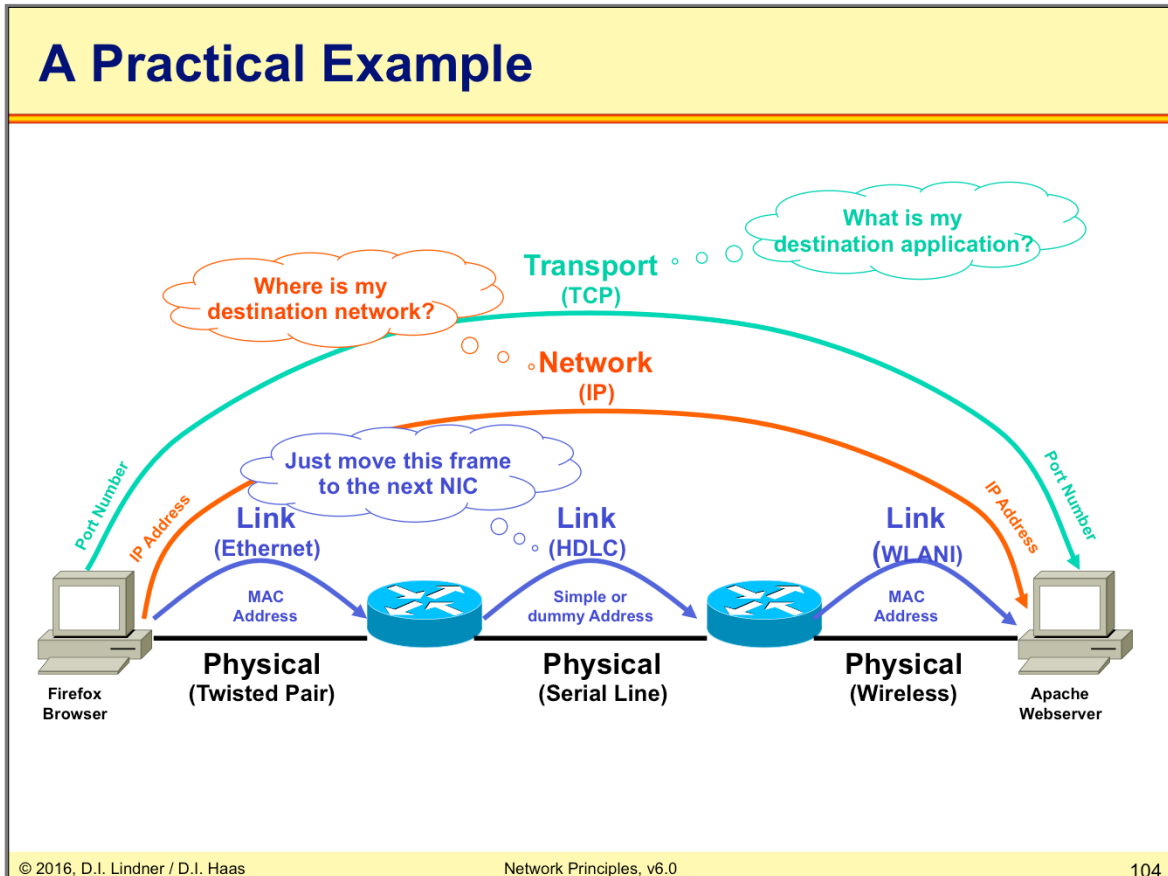 A Practical Example
What is my
destination application?
Transport
(TCP)
Where is my
destination network?
Network
(IP)
Just move this frame
to the next NIC
Port Number
IP Address
Link
(Ethernet)
Link
(HDLC)
Link
(WLANI)
IP Address
Port Number
MAC
Address
Simple or
dummy Address
MAC
Address
Physical
(Twisted Pair)
Physical
(Serial Line)
Physical
(Wireless)
Firefox
Browser
Apache
Webserver
© 2016, D.I. Lindner / D.I. Haas
Network Principles, v6.0
104